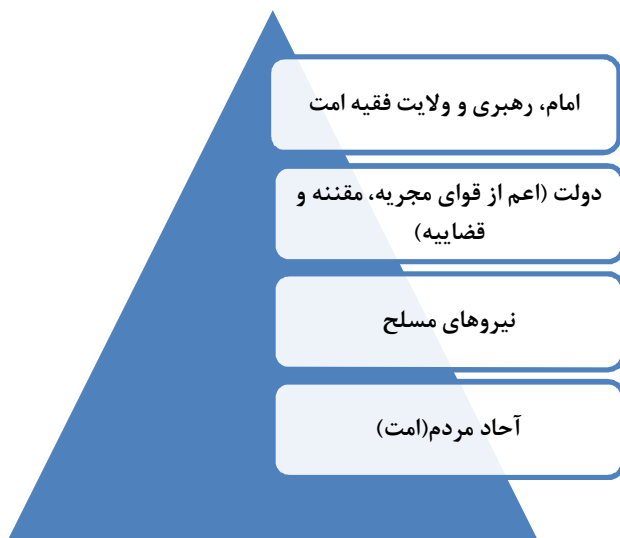 امام، رهبری و ولایت فقیه امت
دولت (اعم از قوای مجریه، مقننه و
قضاییه)
نیروهای مسلح
آحاد مردم(امت)